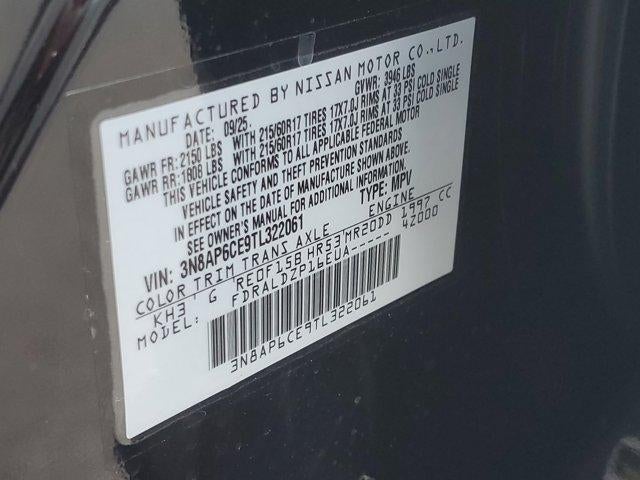 MANUFACTURED BY NISSAN MOTOR CO.,LTD.
DATE: 09/25 GVWR: 3946 LBS
GAWR FR: 2150 LBS WITH 215/60R17 TIRES 17X7.0J RIMS AT 33 PSI COLD SINGLE
GAWR RR: 1808 LBS WITH 215/60R17 TIRES 17X7.0J RIMS AT 33 PSI COLD SINGLE
THIS VEHICLE CONFORMS TO ALL APPLICABLE FEDERAL MOTOR
VEHICLE SAFETY AND THEFT PREVENTION STANDARDS
IN EFFECT ON THE DATE OF MANUFACTURE SHOWN ABOVE.
SEE OWNER'S MANUAL FOR ADDITIONAL INFORMATION.
VIN: 3N8AP6CE9TL322061 TYPE: MPV
COLOR TRIM TRANS AXLE ENGINE
KH3 G RE0F15B HR53 MR20DD 1997 CC
MODEL: FDRALDZP16EUA----- 42000
3N8AP6CE9TL322061